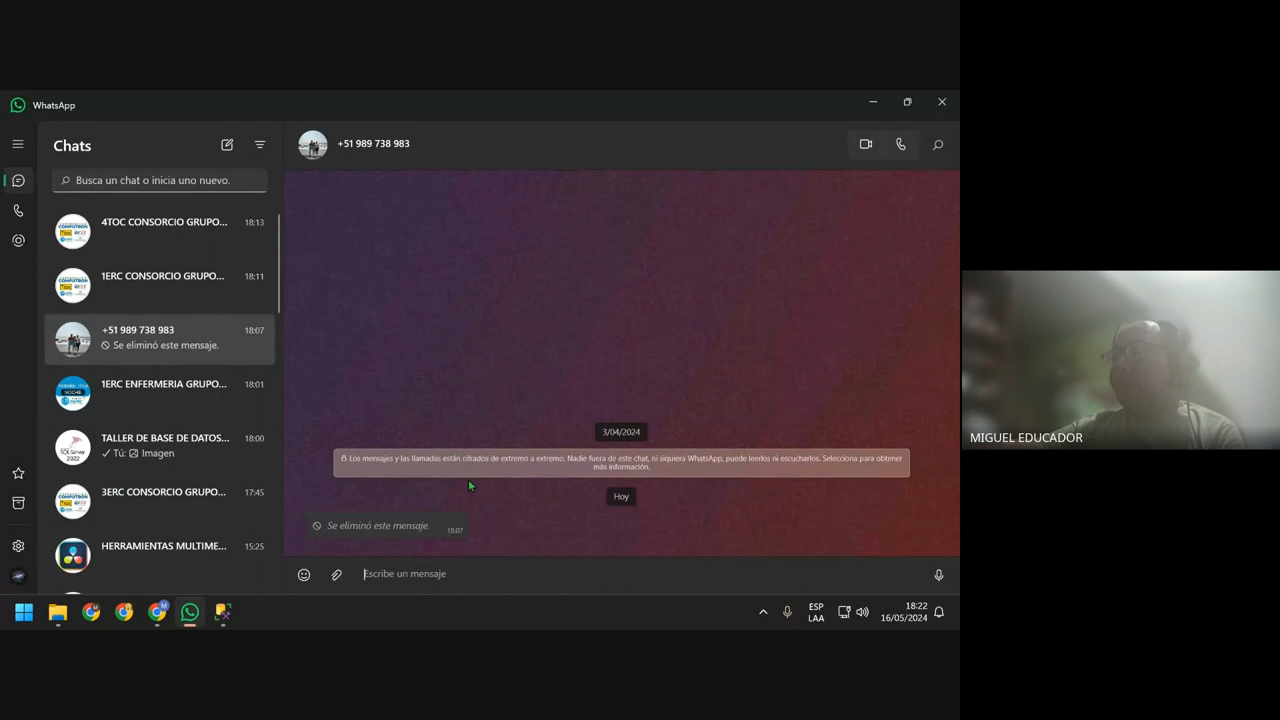 WhatsApp
Chats
Busca un chat o inicia uno nuevo.
4TOC CONSORCIO GRUPO... 18:13
1ERC CONSORCIO GRUPO... 18:11
+51 989 738 983 18:07
Se eliminó este mensaje.
1ERC ENFERMERIA GRUPO... 18:01
TALLER DE BASE DE DATOS... 18:00
Tú: Imagen
3ERC CONSORCIO GRUPO... 17:45
HERRAMIENTAS MULTIME... 15:25
+51 989 738 983
3/04/2024
Los mensajes y las llamadas están cifrados de extremo a extremo. Nadie fuera de este chat, ni siquiera WhatsApp, puede leerlos ni escucharlos. Selecciona para obtener
más información.
Hoy
Se eliminó este mensaje. 18:07
Escribe un mensaje
ESP
LAA
18:22
16/05/2024
MIGUEL EDUCADOR